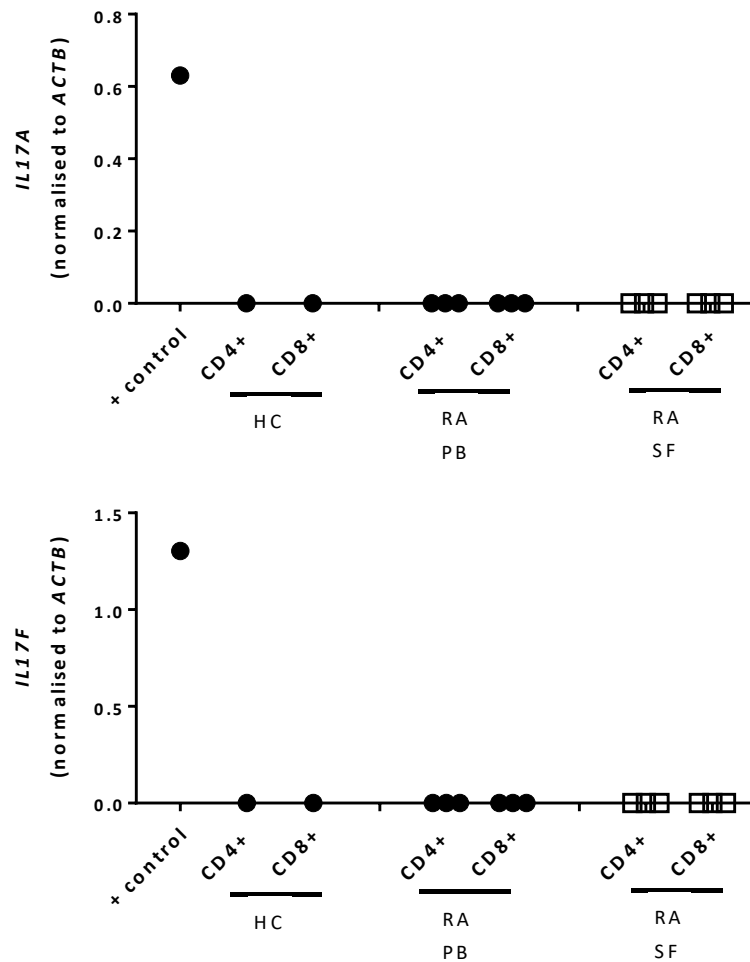 IL17A
(normalised to ACTB)
0.8
0.6
0.4
0.2
0.0
+ control
CD4+
CD8+
CD4+
CD8+
CD4+
CD8+
HC
RA
PB
RA
SF
IL17F
(normalised to ACTB)
1.5
1.0
0.5
0.0
+ control
CD4+
CD8+
CD4+
CD8+
CD4+
CD8+
HC
RA
PB
RA
SF